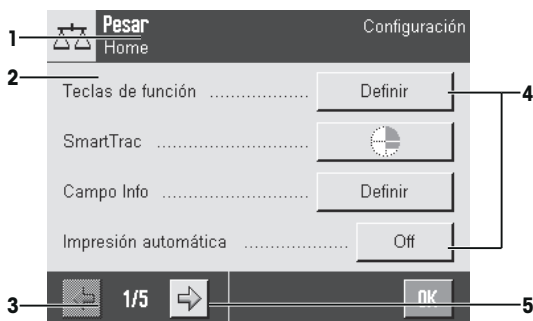 Pesar
Home
Configuración
1
2
Teclas de función .................... Definir
4
SmartTrac ..............................
Campo Info ............................ Definir
Impresión automática .................... Off
3
1/5
OK
5